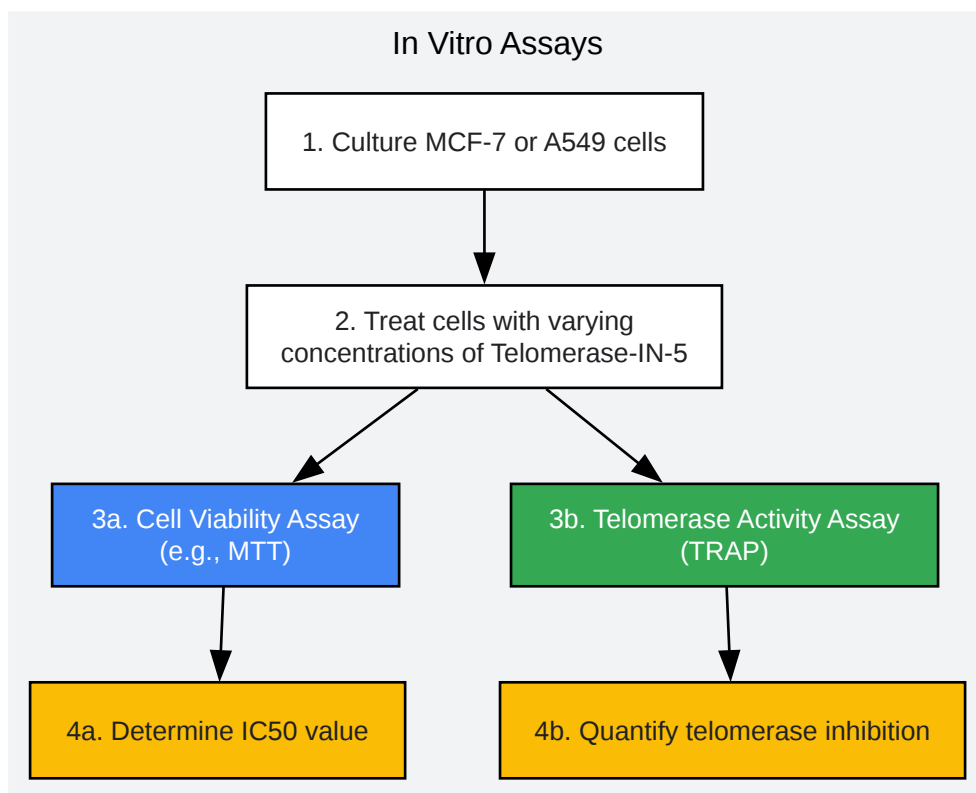 In Vitro Assays
1. Culture MCF-7 or A549 cells
2. Treat cells with varying
concentrations of Telomerase-IN-5
3a. Cell Viability Assay
(e.g., MTT)
3b. Telomerase Activity Assay
(TRAP)
4a. Determine IC50 value
4b. Quantify telomerase inhibition